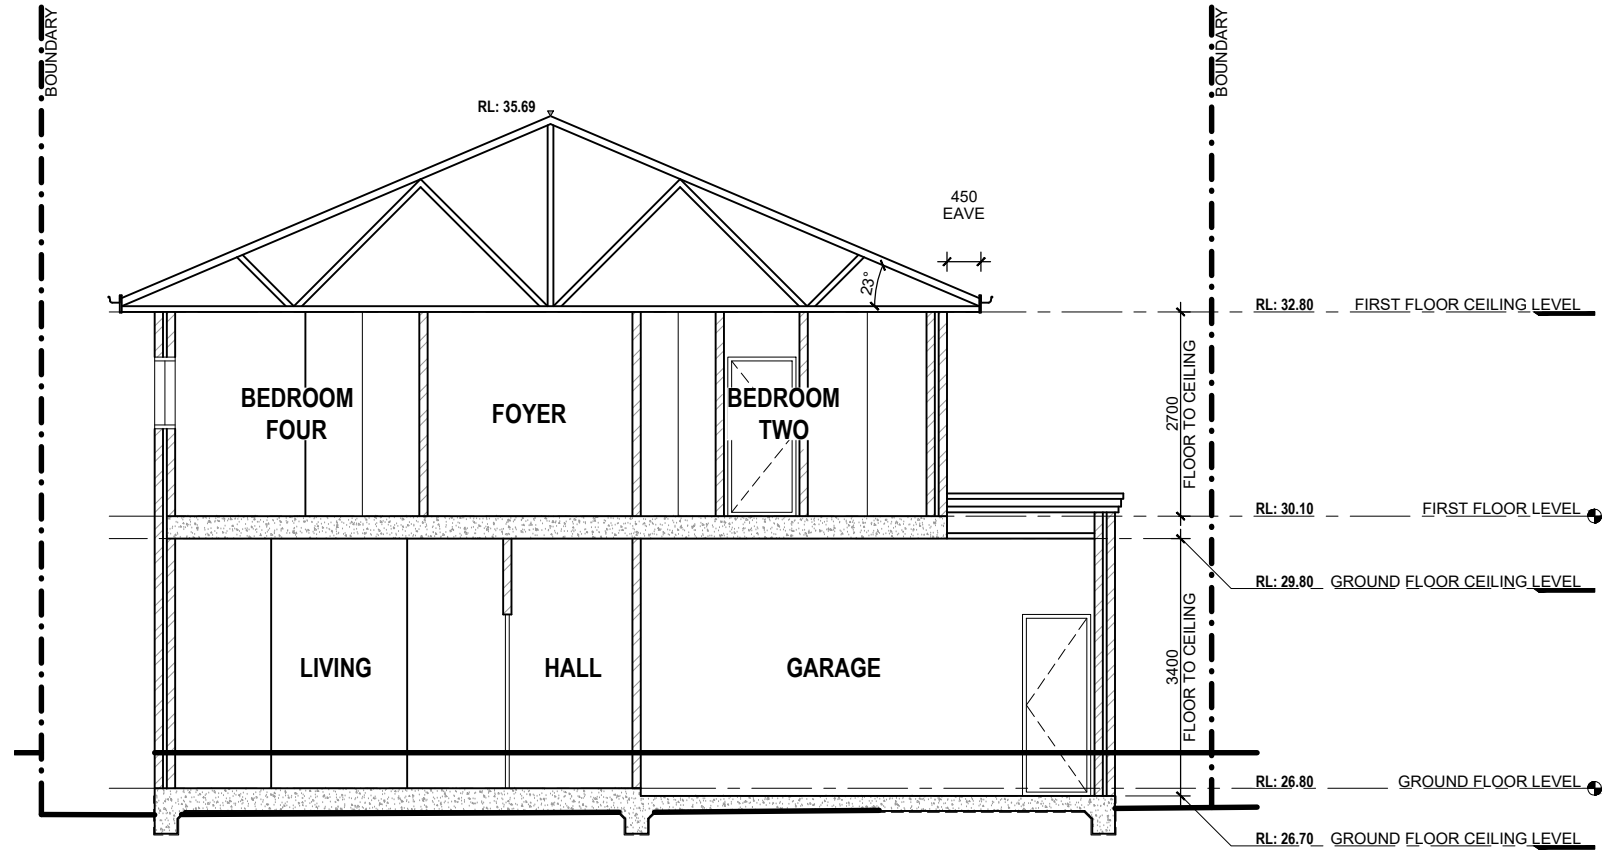 BOUNDARY
BOUNDARY
RL: 35.69
450
EAVE
23°
RL: 32.80 FIRST FLOOR CEILING LEVEL
2700
FLOOR TO CEILING
BEDROOM
FOUR
FOYER
BEDROOM
TWO
RL: 30.10 FIRST FLOOR LEVEL
RL: 29.80 GROUND FLOOR CEILING LEVEL
3400
FLOOR TO CEILING
LIVING
HALL
GARAGE
RL: 26.80 GROUND FLOOR LEVEL
RL: 26.70 GROUND FLOOR CEILING LEVEL